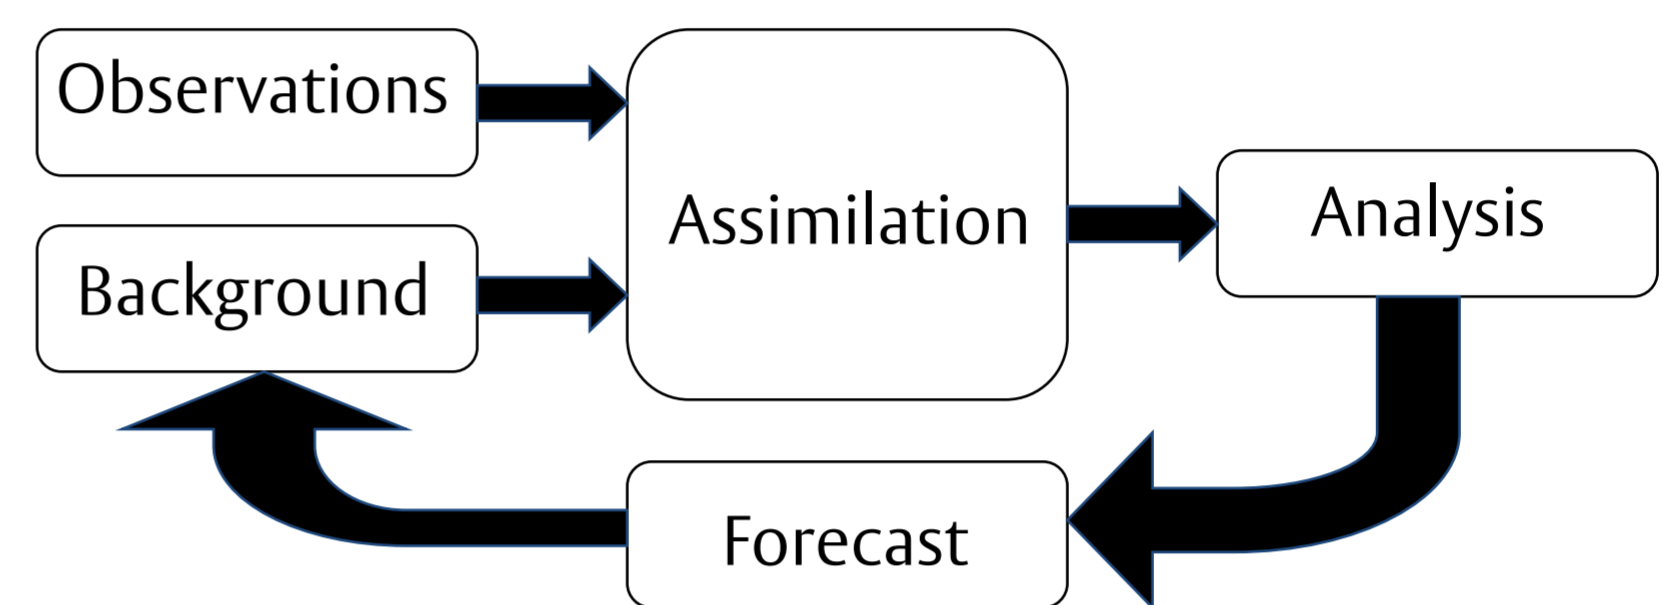 Observations
Background
Assimilation
Analysis
Forecast